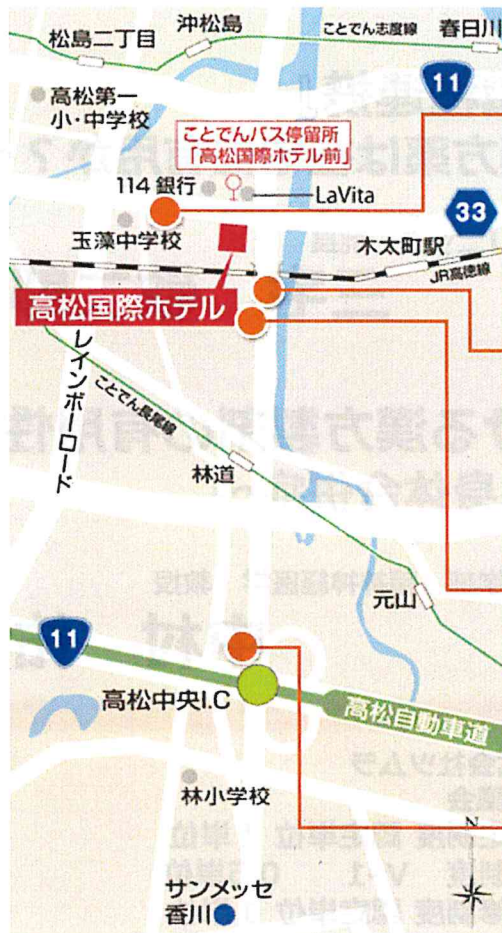 沖松島
松島二丁目
ことでん志度線
春日川
11
高松第一
小・中学校
ことでんバス停留所
「高松国際ホテル前」
114 銀行
LaVita
33
玉藻中学校
木太町駅
JR高徳線
高松国際ホテル
レインボーロード
ことでん長尾線
林道
元山
11
高松中央I.C
高松自動車道
林小学校
N
サンメッセ
香川